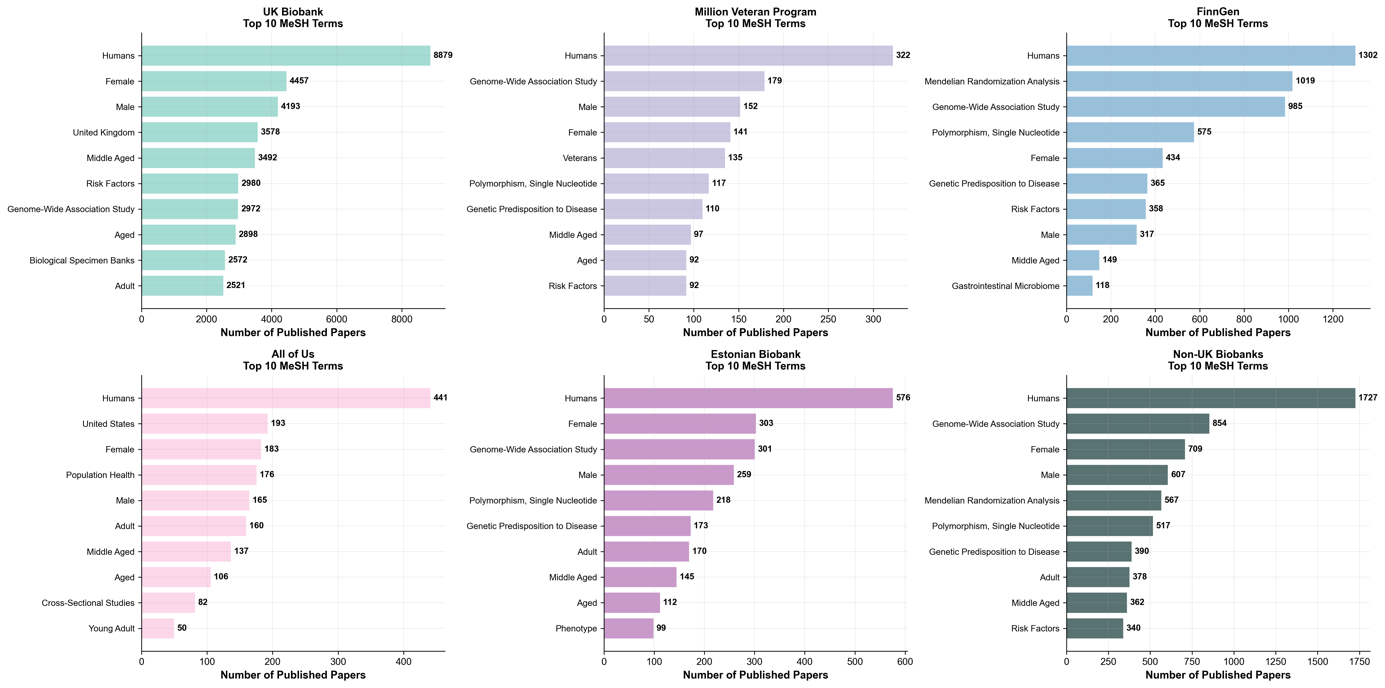 UK Biobank
Top 10 MeSH Terms
Humans 8879
Female 4457
Male 4193
United Kingdom 3578
Middle Aged 3492
Risk Factors 2980
Genome-Wide Association Study 2972
Aged 2898
Biological Specimen Banks 2572
Adult 2521
0 2000 4000 6000 8000
Number of Published Papers
Million Veteran Program
Top 10 MeSH Terms
Humans 322
Genome-Wide Association Study 179
Male 152
Female 141
Veterans 135
Polymorphism, Single Nucleotide 117
Genetic Predisposition to Disease 110
Middle Aged 97
Aged 92
Risk Factors 92
0 50 100 150 200 250 300
Number of Published Papers
FinnGen
Top 10 MeSH Terms
Humans 1302
Mendelian Randomization Analysis 1019
Genome-Wide Association Study 985
Polymorphism, Single Nucleotide 575
Female 434
Genetic Predisposition to Disease 365
Risk Factors 358
Male 317
Middle Aged 149
Gastrointestinal Microbiome 118
0 200 400 600 800 1000 1200
Number of Published Papers
All of Us
Top 10 MeSH Terms
Humans 441
United States 193
Female 183
Population Health 176
Male 165
Adult 160
Middle Aged 137
Aged 106
Cross-Sectional Studies 82
Young Adult 50
0 100 200 300 400
Number of Published Papers
Estonian Biobank
Top 10 MeSH Terms
Humans 576
Female 303
Genome-Wide Association Study 301
Male 259
Polymorphism, Single Nucleotide 218
Genetic Predisposition to Disease 173
Adult 170
Middle Aged 145
Aged 112
Phenotype 99
0 100 200 300 400 500 600
Number of Published Papers
Non-UK Biobanks
Top 10 MeSH Terms
Humans 1727
Genome-Wide Association Study 854
Female 709
Male 607
Mendelian Randomization Analysis 567
Polymorphism, Single Nucleotide 517
Genetic Predisposition to Disease 390
Adult 378
Middle Aged 362
Risk Factors 340
0 250 500 750 1000 1250 1500 1750
Number of Published Papers